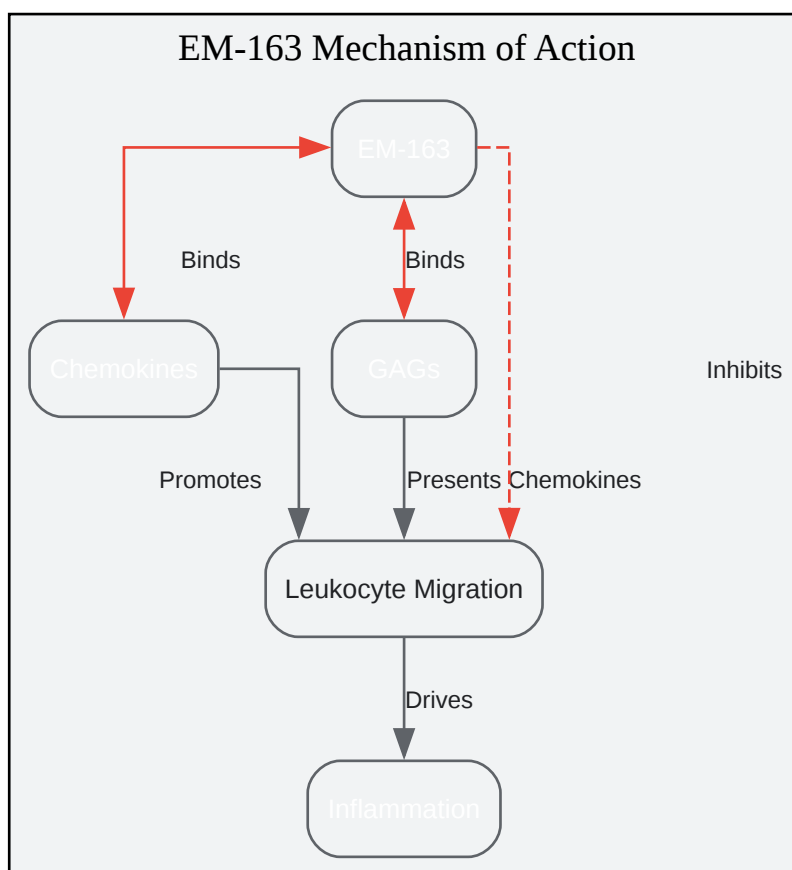 EM-163 Mechanism of Action
EM-163
Binds
Binds
Chemokines
GAGs
Inhibits
Promotes
Presents Chemokines
Leukocyte Migration
Drives
Inflammation